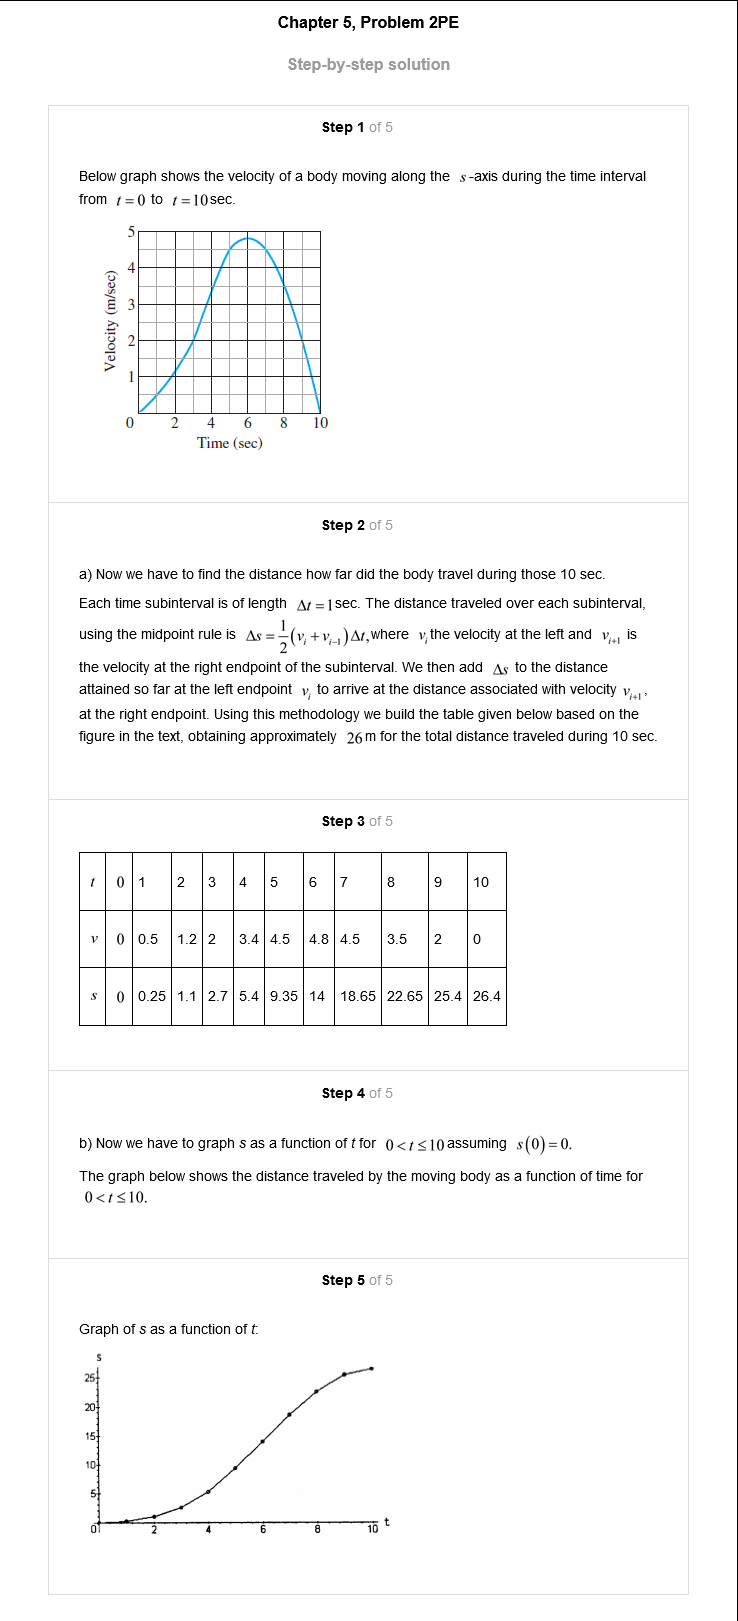 Chapter 5, Problem 2PE
Step-by-step solution
Step 1 of 5
Below graph shows the velocity of a body moving along the s-axis during the time interval
from t = 0 to t = 10 sec.
5
4
3
2
1
0 2 4 6 8 10
Velocity (m/sec)
Time (sec)
Step 2 of 5
a) Now we have to find the distance how far did the body travel during those 10 sec.
Each time subinterval is of length Δt = 1 sec. The distance traveled over each subinterval,
using the midpoint rule is Δs = 1/2 (v_i + v_{i-1}) Δt, where v_i the velocity at the left and v_{i+1} is
the velocity at the right endpoint of the subinterval. We then add Δs to the distance
attained so far at the left endpoint v_i to arrive at the distance associated with velocity v_{i+1},
at the right endpoint. Using this methodology we build the table given below based on the
figure in the text, obtaining approximately 26 m for the total distance traveled during 10 sec.
Step 3 of 5
t 0 1 2 3 4 5 6 7 8 9 10
v 0 0.5 1.2 2 3.4 4.5 4.8 4.5 3.5 2 0
s 0 0.25 1.1 2.7 5.4 9.35 14 18.65 22.65 25.4 26.4
Step 4 of 5
b) Now we have to graph s as a function of t for 0 < t ≤ 10 assuming s(0) = 0.
The graph below shows the distance traveled by the moving body as a function of time for
0 < t ≤ 10.
Step 5 of 5
Graph of s as a function of t:
s
25
20
15
10
5
0 2 4 6 8 10 t